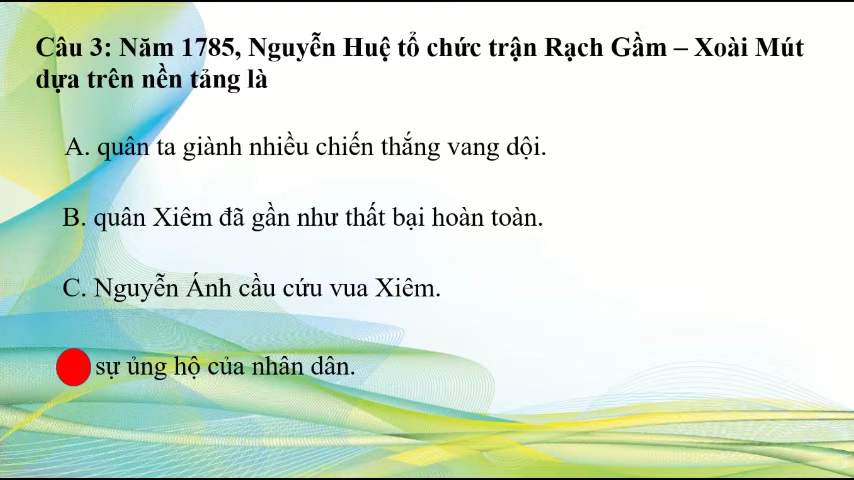 Câu 3: Năm 1785, Nguyễn Huệ tổ chức trận Rạch Gầm – Xoài Mút
dựa trên nền tảng là
A. quân ta giành nhiều chiến thắng vang dội.
B. quân Xiêm đã gần như thất bại hoàn toàn.
C. Nguyễn Ánh cầu cứu vua Xiêm.
sự ủng hộ của nhân dân.